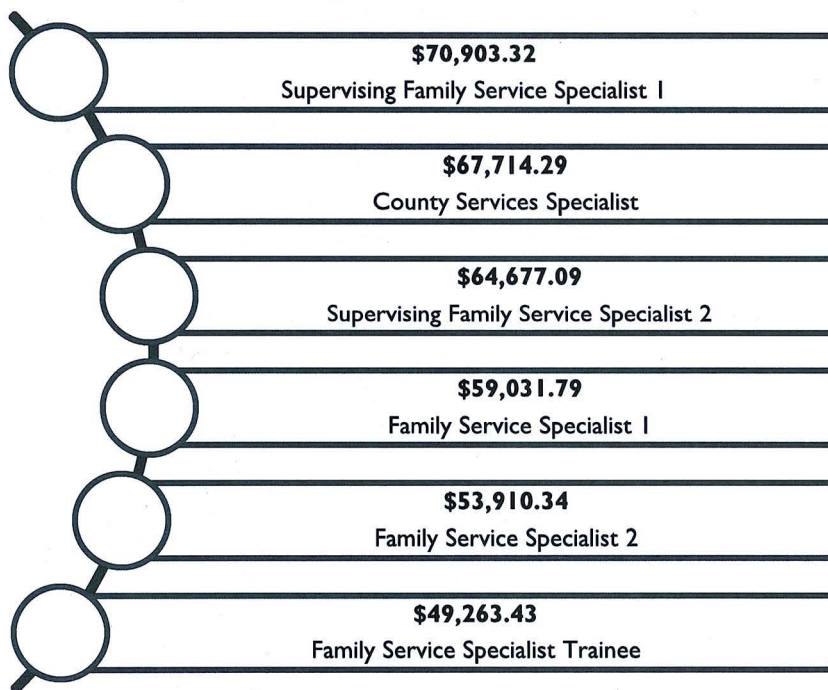 $70,903.32
Supervising Family Service Specialist 1
$67,714.29
County Services Specialist
$64,677.09
Supervising Family Service Specialist 2
$59,031.79
Family Service Specialist 1
$53,910.34
Family Service Specialist 2
$49,263.43
Family Service Specialist Trainee